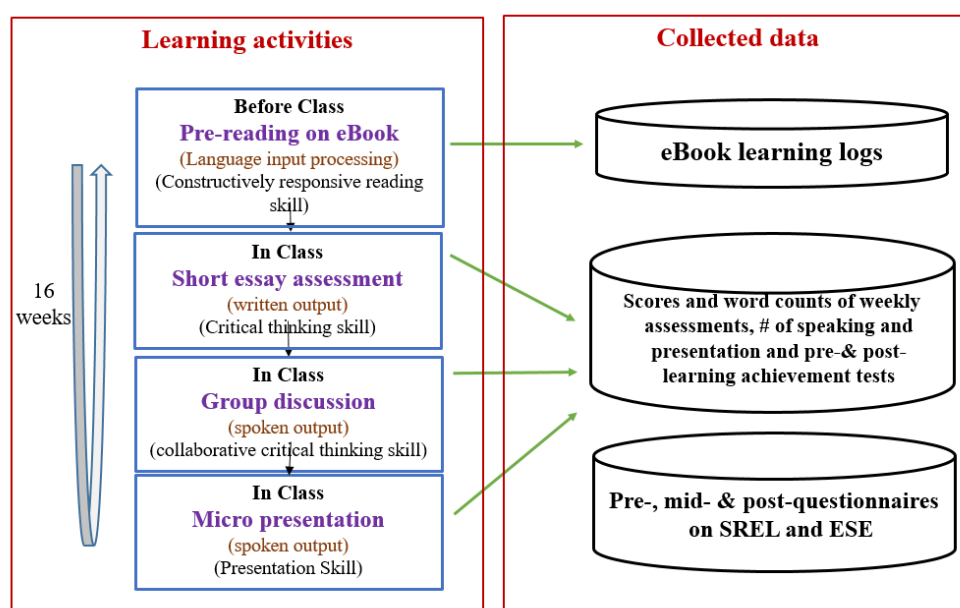 Learning activities
Before Class
Pre-reading on eBook
(Language input processing)
(Constructively responsive reading
skill)
In Class
Short essay assessment
(written output)
(Critical thinking skill)
In Class
Group discussion
(spoken output)
(collaborative critical thinking skill)
In Class
Micro presentation
(spoken output)
(Presentation Skill)
16
weeks
Collected data
eBook learning logs
Scores and word counts of weekly
assessments, # of speaking and
presentation and pre-& post-
learning achievement tests
Pre-, mid- & post-questionnaires
on SREL and ESE